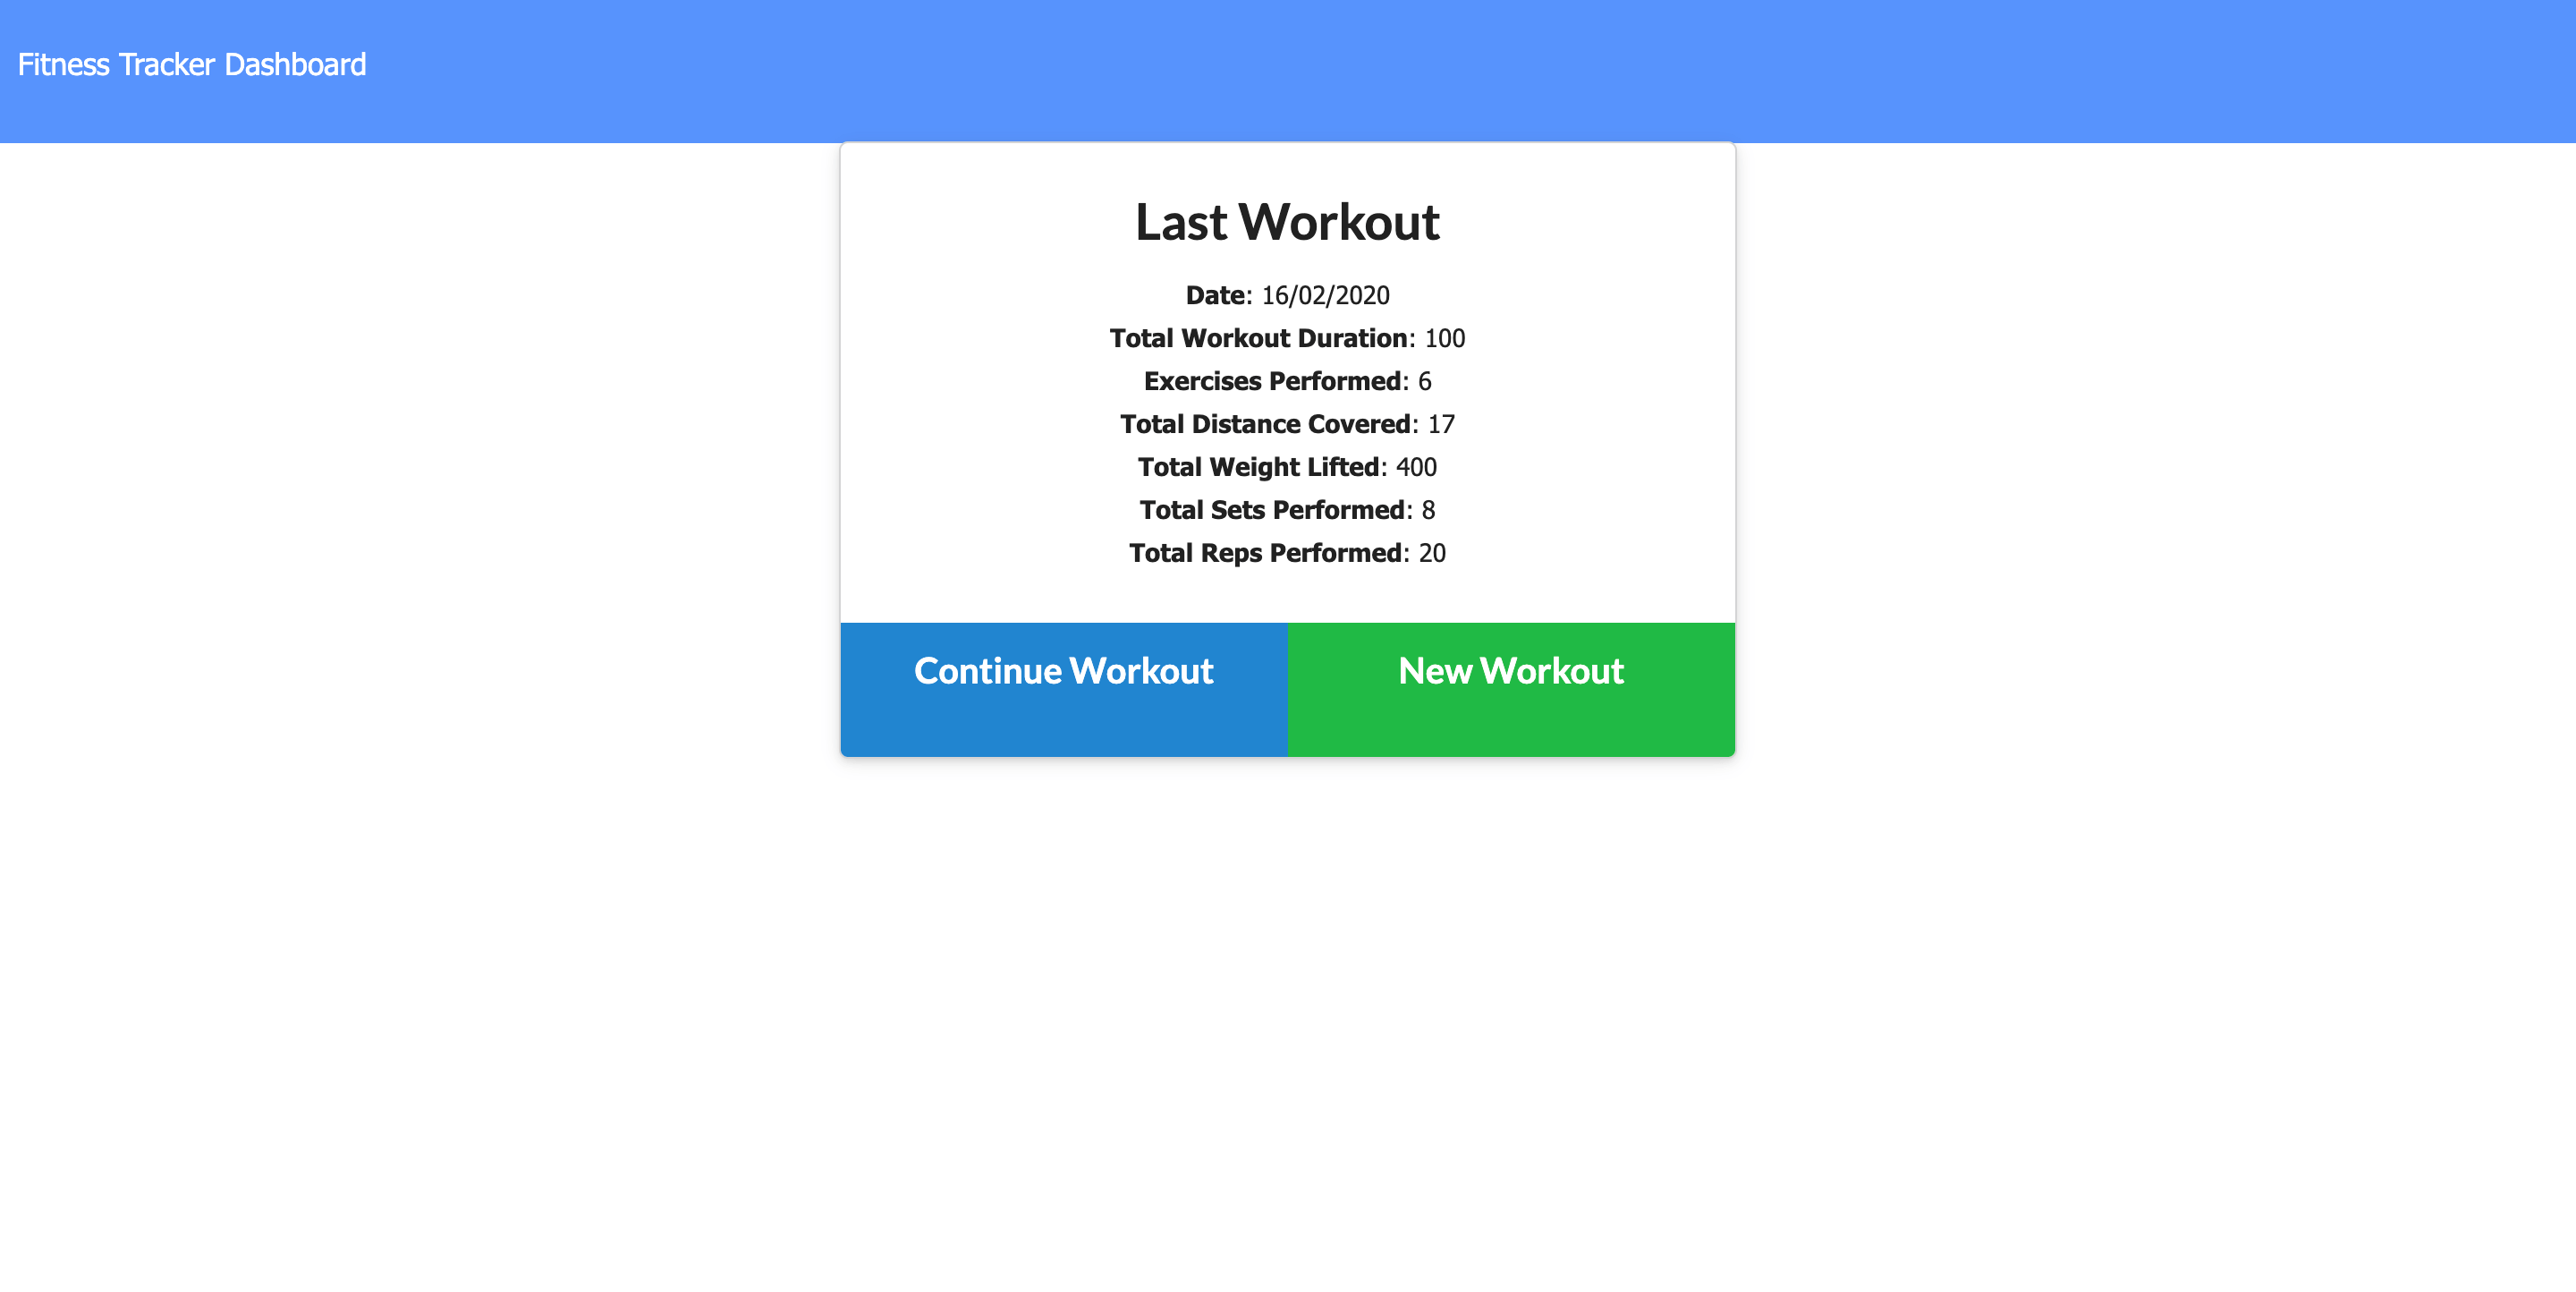 Fitness Tracker Dashboard
Last Workout
Date: 16/02/2020
Total Workout Duration: 100
Exercises Performed: 6
Total Distance Covered: 17
Total Weight Lifted: 400
Total Sets Performed: 8
Total Reps Performed: 20
Continue Workout
New Workout